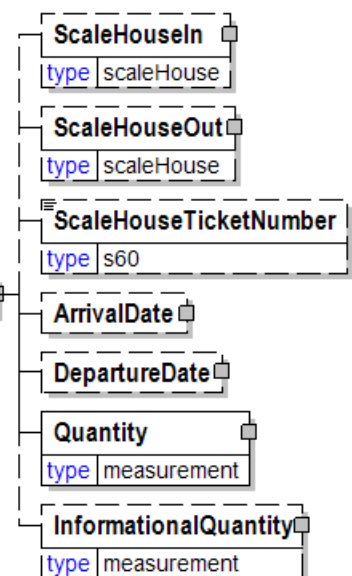 ScaleHouseIn
type scaleHouse
ScaleHouseOut
type scaleHouse
ScaleHouseTicketNumber
type s60
ArrivalDate
DepartureDate
Quantity
type measurement
InformationalQuantity
type measurement